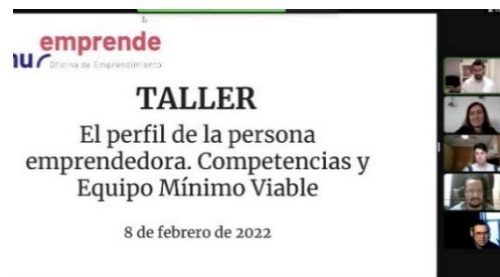 emprende
Oficina de Emprendimiento
TALLER
El perfil de la persona
emprendedora. Competencias y
Equipo Mínimo Viable
8 de febrero de 2022